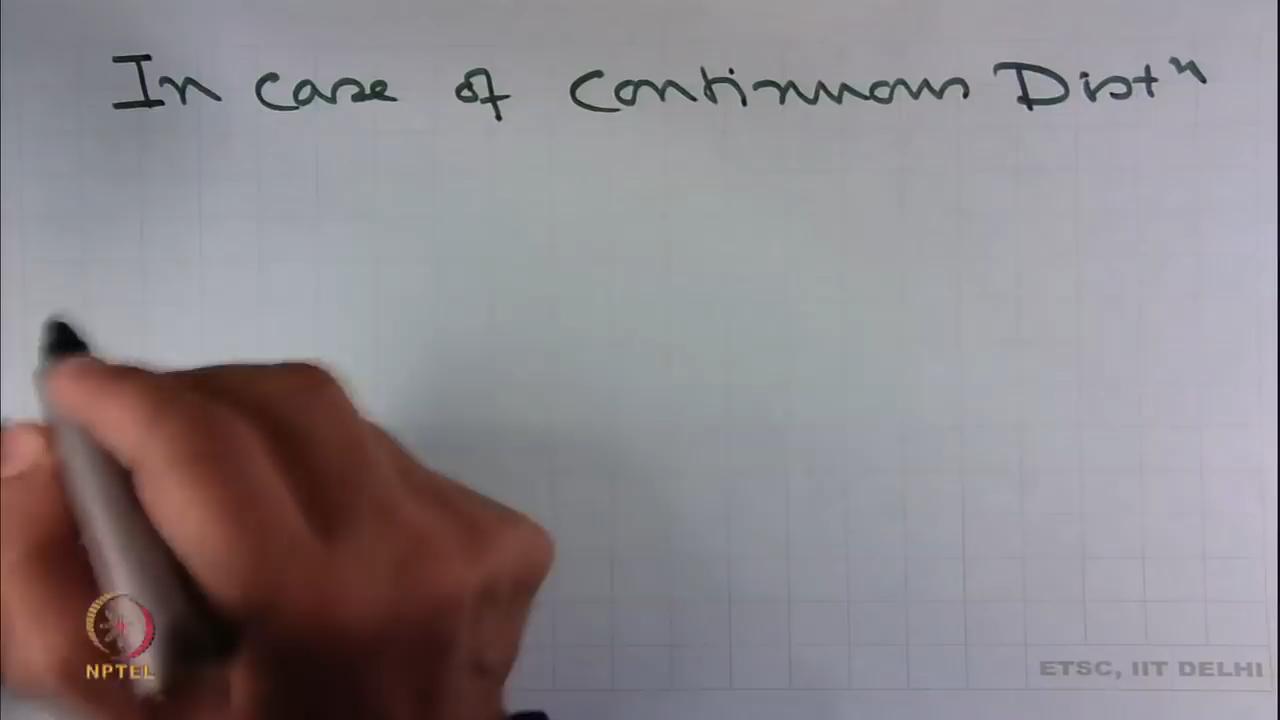 In case of Continuous Distⁿ
NPTEL
ETSC, IIT DELHI